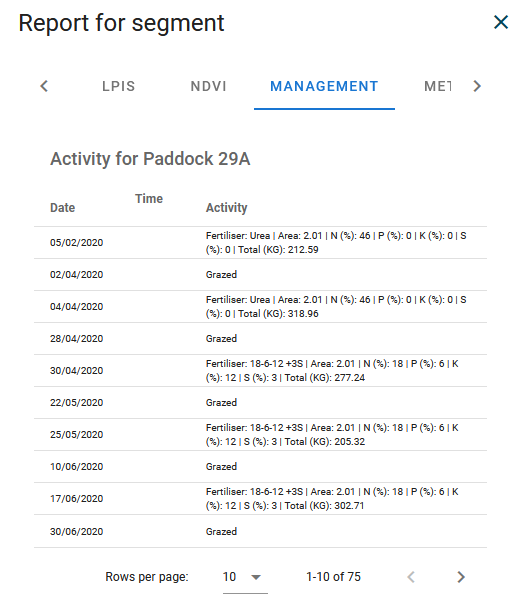 Report for segment
LPIS NDVI MANAGEMENT MET
Activity for Paddock 29A
Date Time Activity
05/02/2020 Fertiliser: Urea | Area: 2.01 | N (%): 46 | P (%): 0 | K (%): 0 | S
(%): 0 | Total (KG): 212.59
02/04/2020 Grazed
04/04/2020 Fertiliser: Urea | Area: 2.01 | N (%): 46 | P (%): 0 | K (%): 0 | S
(%): 0 | Total (KG): 318.96
28/04/2020 Grazed
30/04/2020 Fertiliser: 18-6-12 +3S | Area: 2.01 | N (%): 18 | P (%): 6 | K
(%): 12 | S (%): 3 | Total (KG): 277.24
22/05/2020 Grazed
25/05/2020 Fertiliser: 18-6-12 +3S | Area: 2.01 | N (%): 18 | P (%): 6 | K
(%): 12 | S (%): 3 | Total (KG): 205.32
10/06/2020 Grazed
17/06/2020 Fertiliser: 18-6-12 +3S | Area: 2.01 | N (%): 18 | P (%): 6 | K
(%): 12 | S (%): 3 | Total (KG): 302.71
30/06/2020 Grazed
Rows per page: 10 1-10 of 75